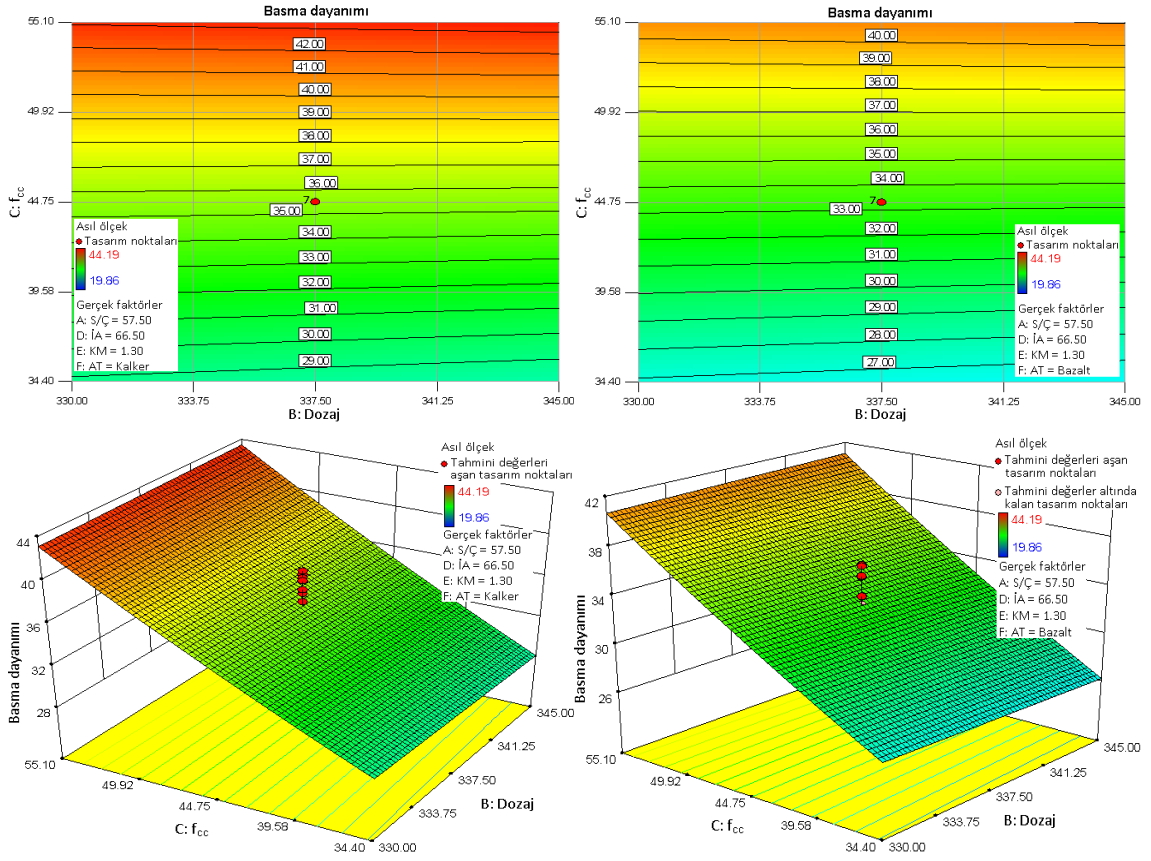 Basma dayanımı
55.10
49.92
44.75
39.58
34.40
C: fcc
42.00
41.00
40.00
39.00
38.00
37.00
36.00
7
35.00
34.00
33.00
32.00
31.00
30.00
29.00
Asıl ölçek
Tasarım noktaları
44.19
19.86
Gerçek faktörler
A: S/Ç = 57.50
D: İA = 66.50
E: KM = 1.30
F: AT = Kalker
330.00 333.75 337.50 341.25 345.00
B: Dozaj
Basma dayanımı
55.10
49.92
44.75
39.58
34.40
C: fcc
40.00
39.00
38.00
37.00
36.00
35.00
34.00
7
33.00
32.00
31.00
30.00
29.00
28.00
27.00
Asıl ölçek
Tasarım noktaları
44.19
19.86
Gerçek faktörler
A: S/Ç = 57.50
D: İA = 66.50
E: KM = 1.30
F: AT = Bazalt
330.00 333.75 337.50 341.25 345.00
B: Dozaj
Asıl ölçek
Tahmini değerleri
aşan tasarım noktaları
44.19
19.86
Gerçek faktörler
A: S/Ç = 57.50
D: İA = 66.50
E: KM = 1.30
F: AT = Kalker
44
40
36
32
28
Basma dayanımı
55.10
49.92
44.75
39.58
34.40
C: fcc
330.00
333.75
337.50
341.25
345.00
B: Dozaj
Asıl ölçek
Tahmini değerleri aşan
tasarım noktaları
Tahmini değerler altında
kalan tasarım noktaları
44.19
19.86
Gerçek faktörler
A: S/Ç = 57.50
D: İA = 66.50
E: KM = 1.30
F: AT = Bazalt
42
38
34
30
26
Basma dayanımı
55.10
49.92
44.75
39.58
34.40
C: fcc
330.00
333.75
337.50
341.25
345.00
B: Dozaj